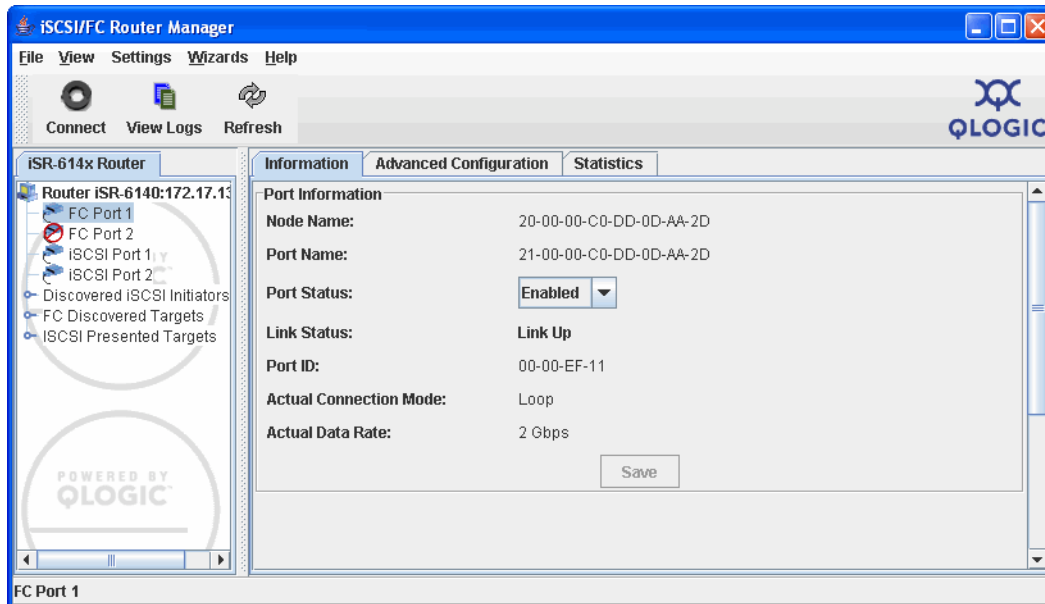 iSCSI/FC Router Manager
File View Settings Wizards Help
Connect View Logs Refresh
QLOGIC
iSR-614x Router
Information Advanced Configuration Statistics
Router iSR-6140:172.17.13
FC Port 1
FC Port 2
iSCSI Port 1
iSCSI Port 2
Discovered iSCSI Initiators
FC Discovered Targets
ISCSI Presented Targets
POWERED BY
QLOGIC
Port Information
Node Name: 20-00-00-C0-DD-0D-AA-2D
Port Name: 21-00-00-C0-DD-0D-AA-2D
Port Status: Enabled
Link Status: Link Up
Port ID: 00-00-EF-11
Actual Connection Mode: Loop
Actual Data Rate: 2 Gbps
Save
FC Port 1